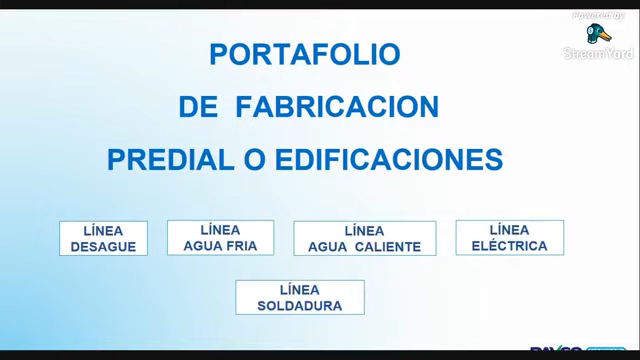 Powered by
StreamYard
PORTAFOLIO
DE FABRICACION
PREDIAL O EDIFICACIONES
LÍNEA
DESAGUE
LÍNEA
AGUA FRIA
LÍNEA
AGUA CALIENTE
LÍNEA
ELÉCTRICA
LÍNEA
SOLDADURA